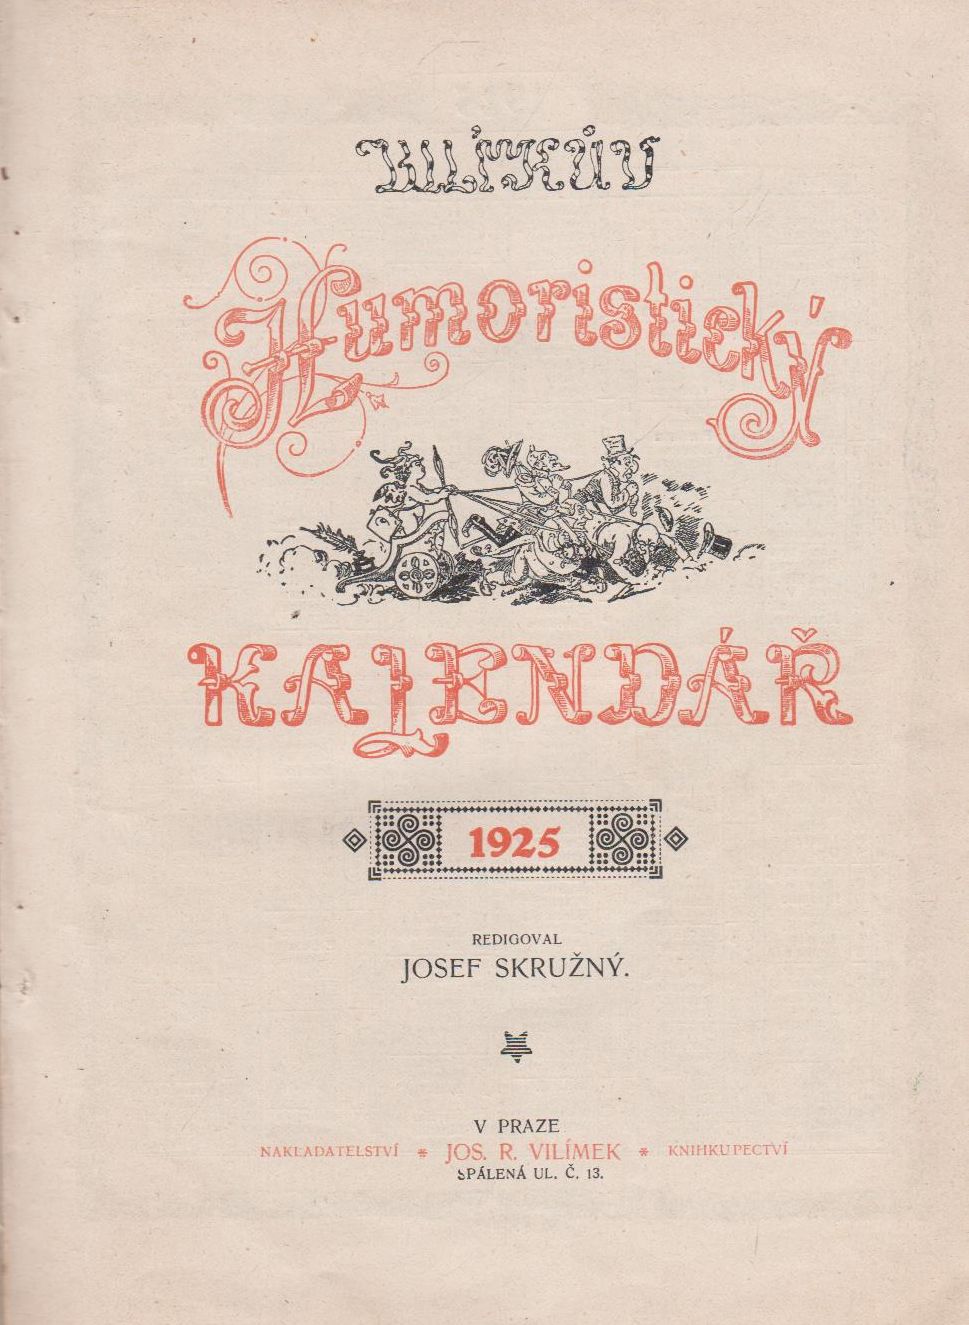 VILÍMKŮV
Humoristický
KALENDÁŘ
1925
REDIGOVAL
JOSEF SKRUŽNÝ.
V PRAZE
NAKLADATELSTVÍ * JOS. R. VILÍMEK * KNIHKUPECTVÍ
SPÁLENÁ UL. Č. 13.